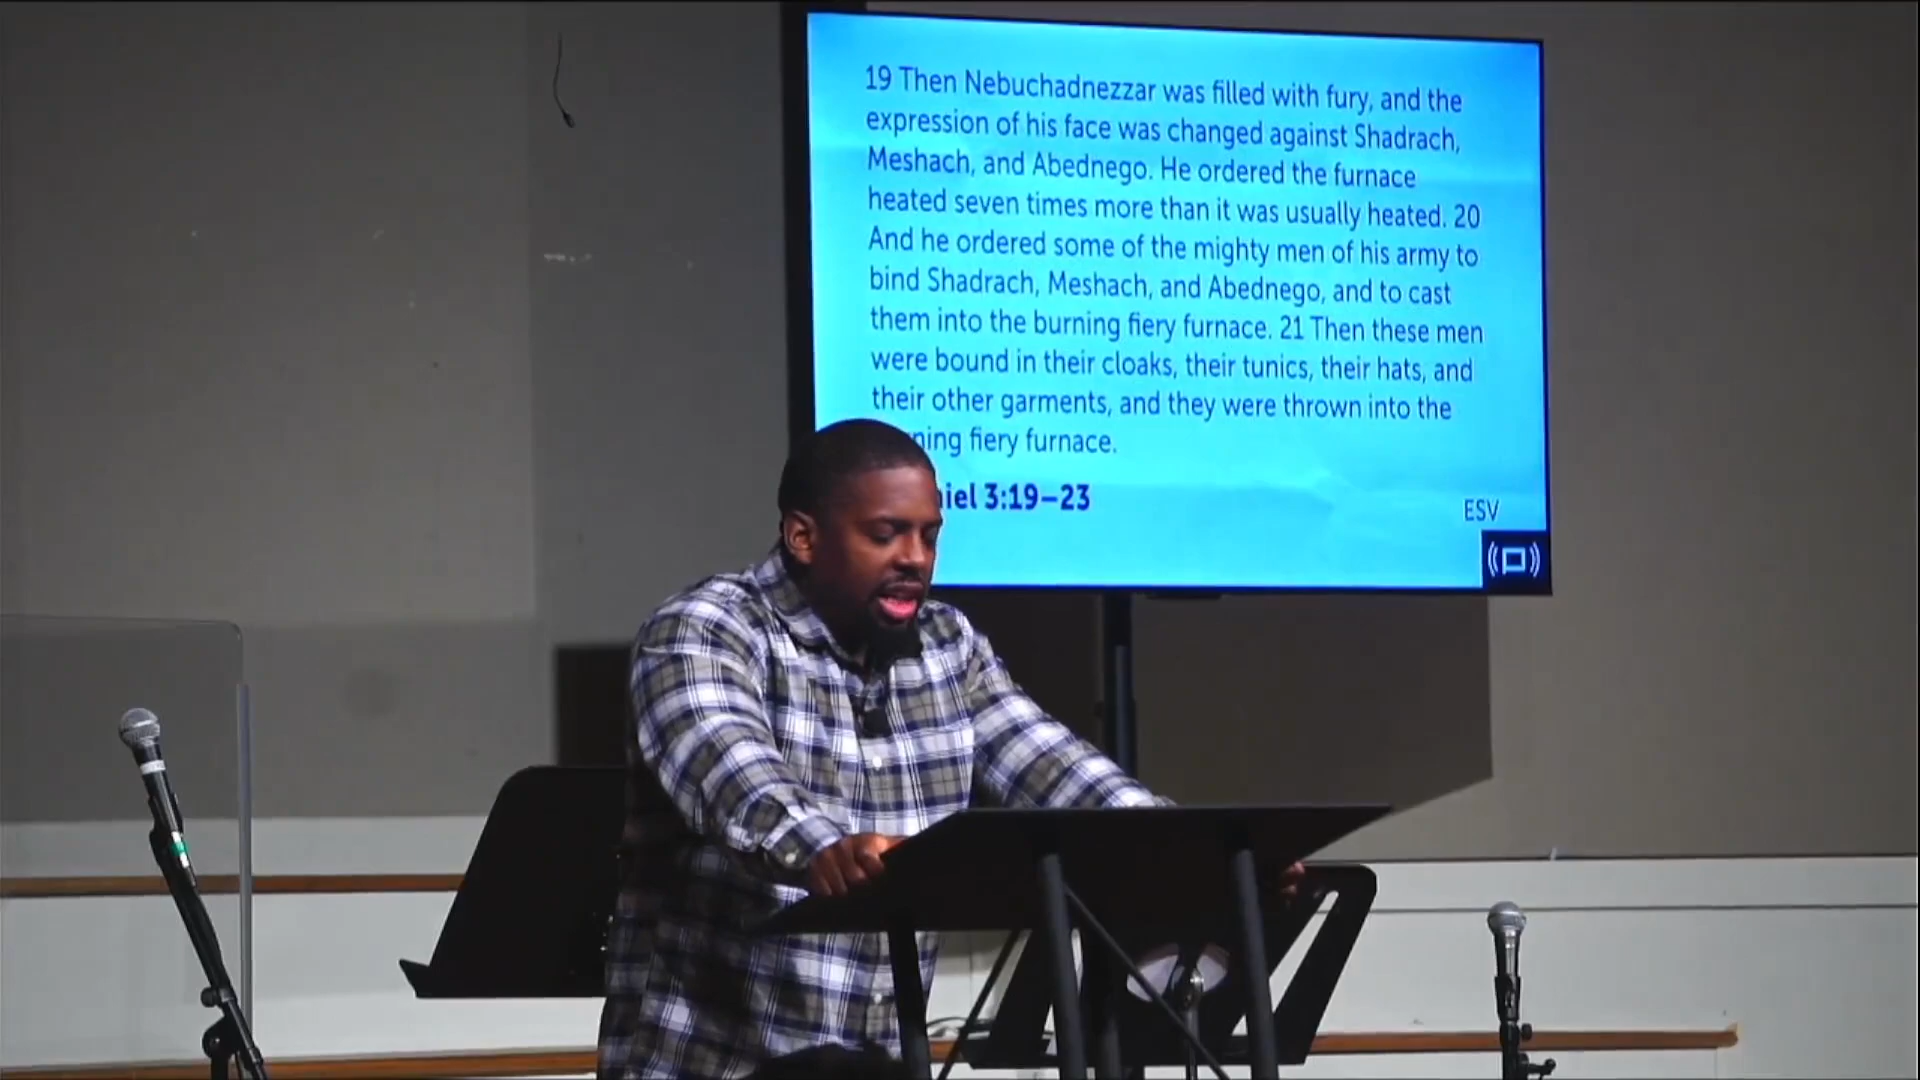 19 Then Nebuchadnezzar was filled with fury, and the
expression of his face was changed against Shadrach,
Meshach, and Abednego. He ordered the furnace
heated seven times more than it was usually heated. 20
And he ordered some of the mighty men of his army to
bind Shadrach, Meshach, and Abednego, and to cast
them into the burning fiery furnace. 21 Then these men
were bound in their cloaks, their tunics, their hats, and
their other garments, and they were thrown into the
fiery furnace.
3:19–23
ESV